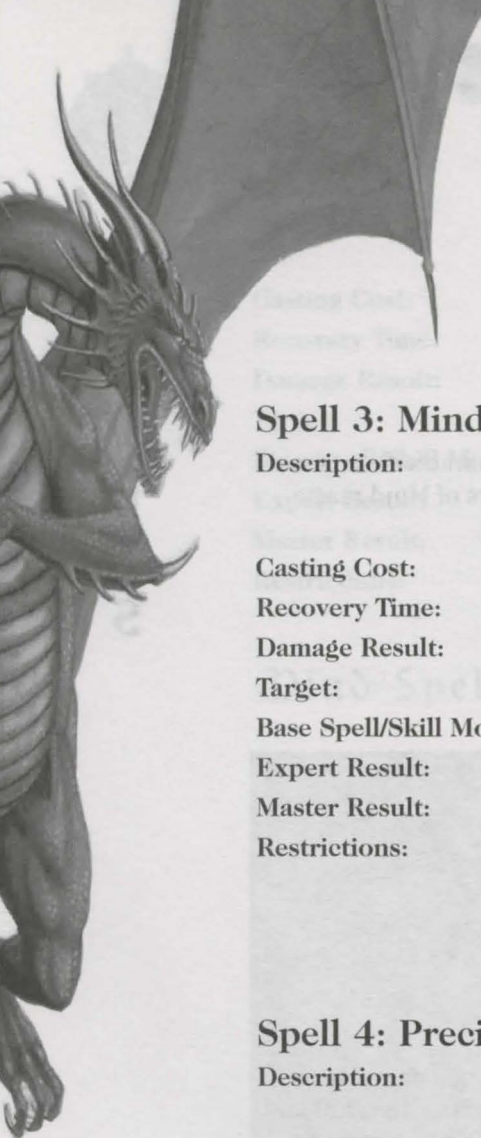 Spell 3: Mind
Description:
Casting Cost:
Recovery Time:
Damage Result:
Target:
Base Spell/Skill Mo
Expert Result:
Master Result:
Restrictions:
Spell 4: Preci
Description: